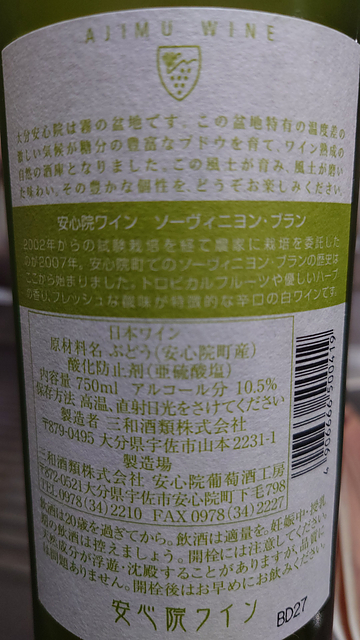 AJIMU WINE
大分安心院は霧の盆地です。この盆地特有の温度差の
激しい気候が糖分の豊富なブドウを育て、ワイン熟成の
自然の酒庫となりました。この風土が育み、風土が磨い
た味わい。その豊かな個性を、どうぞお楽しみください。
安心院ワイン ソーヴィニヨン・ブラン
2002年からの試験栽培を経て農家に栽培を委託した
のが2007年。安心院町でのソーヴィニヨン・ブランの歴史は
ここから始まりました。トロピカルフルーツや優しいハーブ
の香り、フレッシュな酸味が特徴的な辛口の白ワインです。
日本ワイン
原材料名 ぶどう(安心院町産)
酸化防止剤(亜硫酸塩)
内容量 750ml アルコール分 10.5%
保存方法 高温、直射日光をさけてください
製造者 三和酒類株式会社
〒879-0495 大分県宇佐市山本2231-1
製造場
三和酒類株式会社 安心院葡萄酒工房
〒872-0521 大分県宇佐市安心院町下毛798
TEL 0978(34)2210 FAX 0978(34)2227
飲酒は20歳を過ぎてから。飲酒は適量を。妊娠中・授乳
期の飲酒は控えましょう。開栓には注意してください。
天然成分が浮遊・沈殿することがありますが、品質に
は問題ありません。開栓後はお早めにお飲みください。
安心院ワイン
BD27